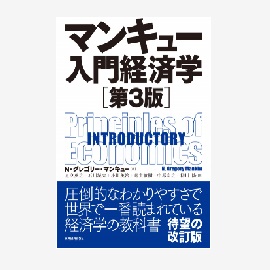 マンキュー
入門経済学
[第3版]
Principles of
INTRODUCTORY
Economics
N・グレゴリー・マンキュー
N. Gregory Mankiw
圧倒的なわかりやすさで
世界で一番読まれている
経済学の教科書
待望の
改訂版